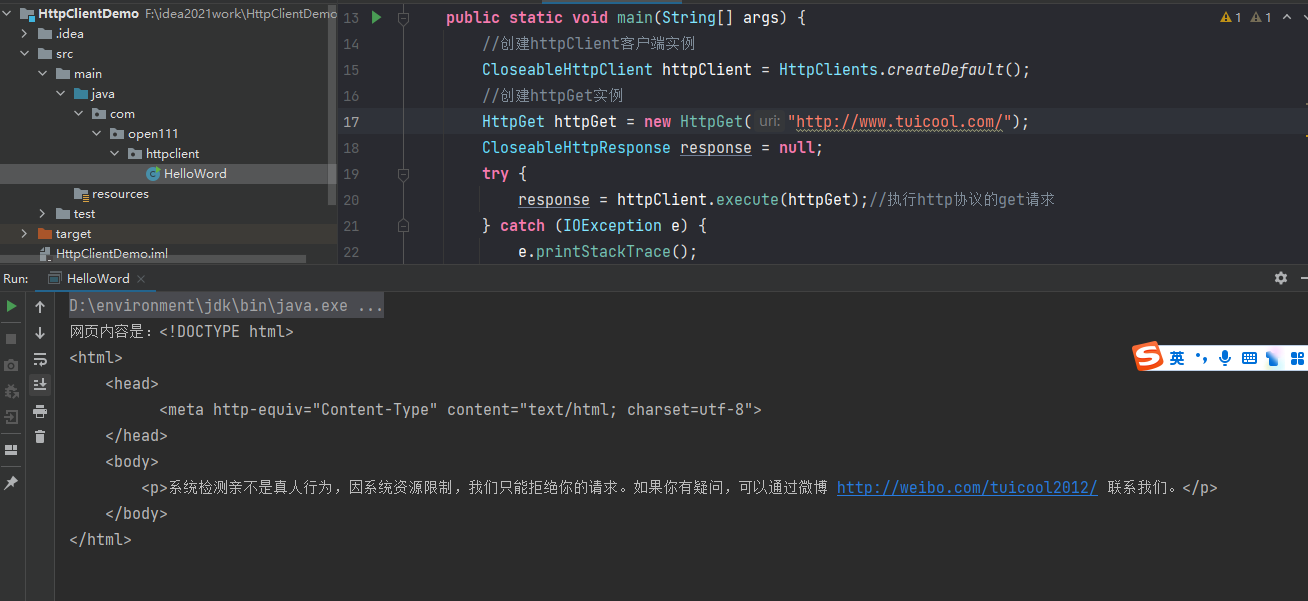 HttpClientDemo F:\idea2021work\HttpClientDemo
.idea
src
main
java
com
open111
httpclient
HelloWord
resources
test
target
HttpClientDemo.iml
13 public static void main(String[] args) {
14 //创建httpClient客户端实例
15 CloseableHttpClient httpClient = HttpClients.createDefault();
16 //创建httpGet实例
17 HttpGet httpGet = new HttpGet( uri: "http://www.tuicool.com/");
18 CloseableHttpResponse response = null;
19 try {
20 response = httpClient.execute(httpGet);//执行http协议的get请求
21 } catch (IOException e) {
22 e.printStackTrace();
1 1
Run: HelloWord
D:\environment\jdk\bin\java.exe ...
网页内容是：<!DOCTYPE html>
<html>
<head>
<meta http-equiv="Content-Type" content="text/html; charset=utf-8">
</head>
<body>
<p>系统检测亲不是真人行为，因系统资源限制，我们只能拒绝你的请求。如果你有疑问，可以通过微博 http://weibo.com/tuicool2012/ 联系我们。</p>
</body>
</html>
S 英